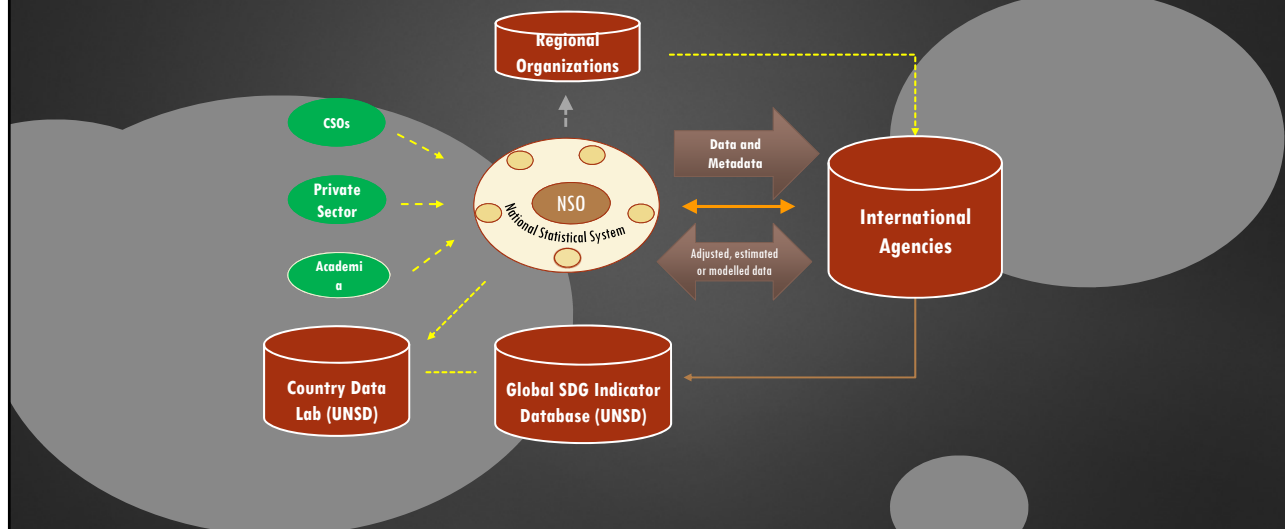 Regional
Organizations
CSOs
Data and
Metadata
Private
Sector
NSO
National Statistical System
International
Agencies
Adjusted, estimated
or modelled data
Academi
a
Country Data
Lab (UNSD)
Global SDG Indicator
Database (UNSD)